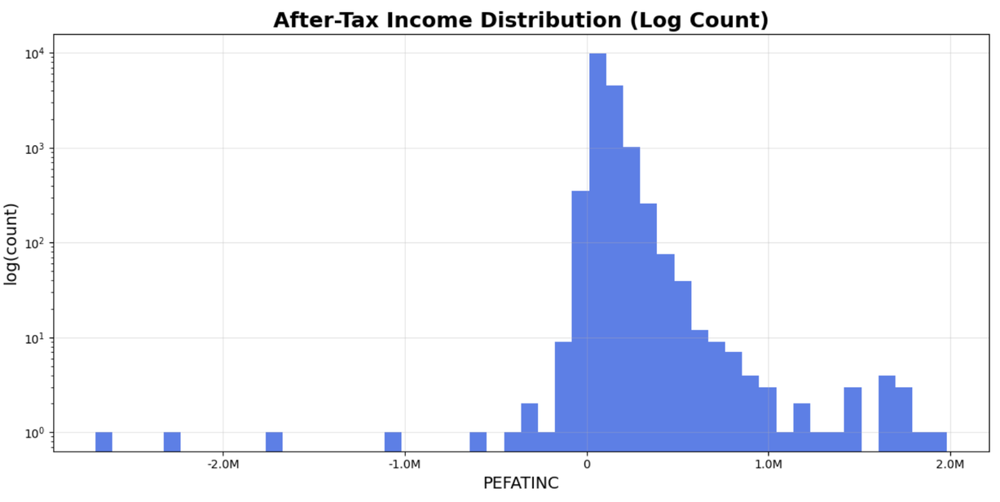 After-Tax Income Distribution (Log Count)
log(count)
10⁴
10³
10²
10¹
10⁰
-2.0M -1.0M 0 1.0M 2.0M
PEFATINC